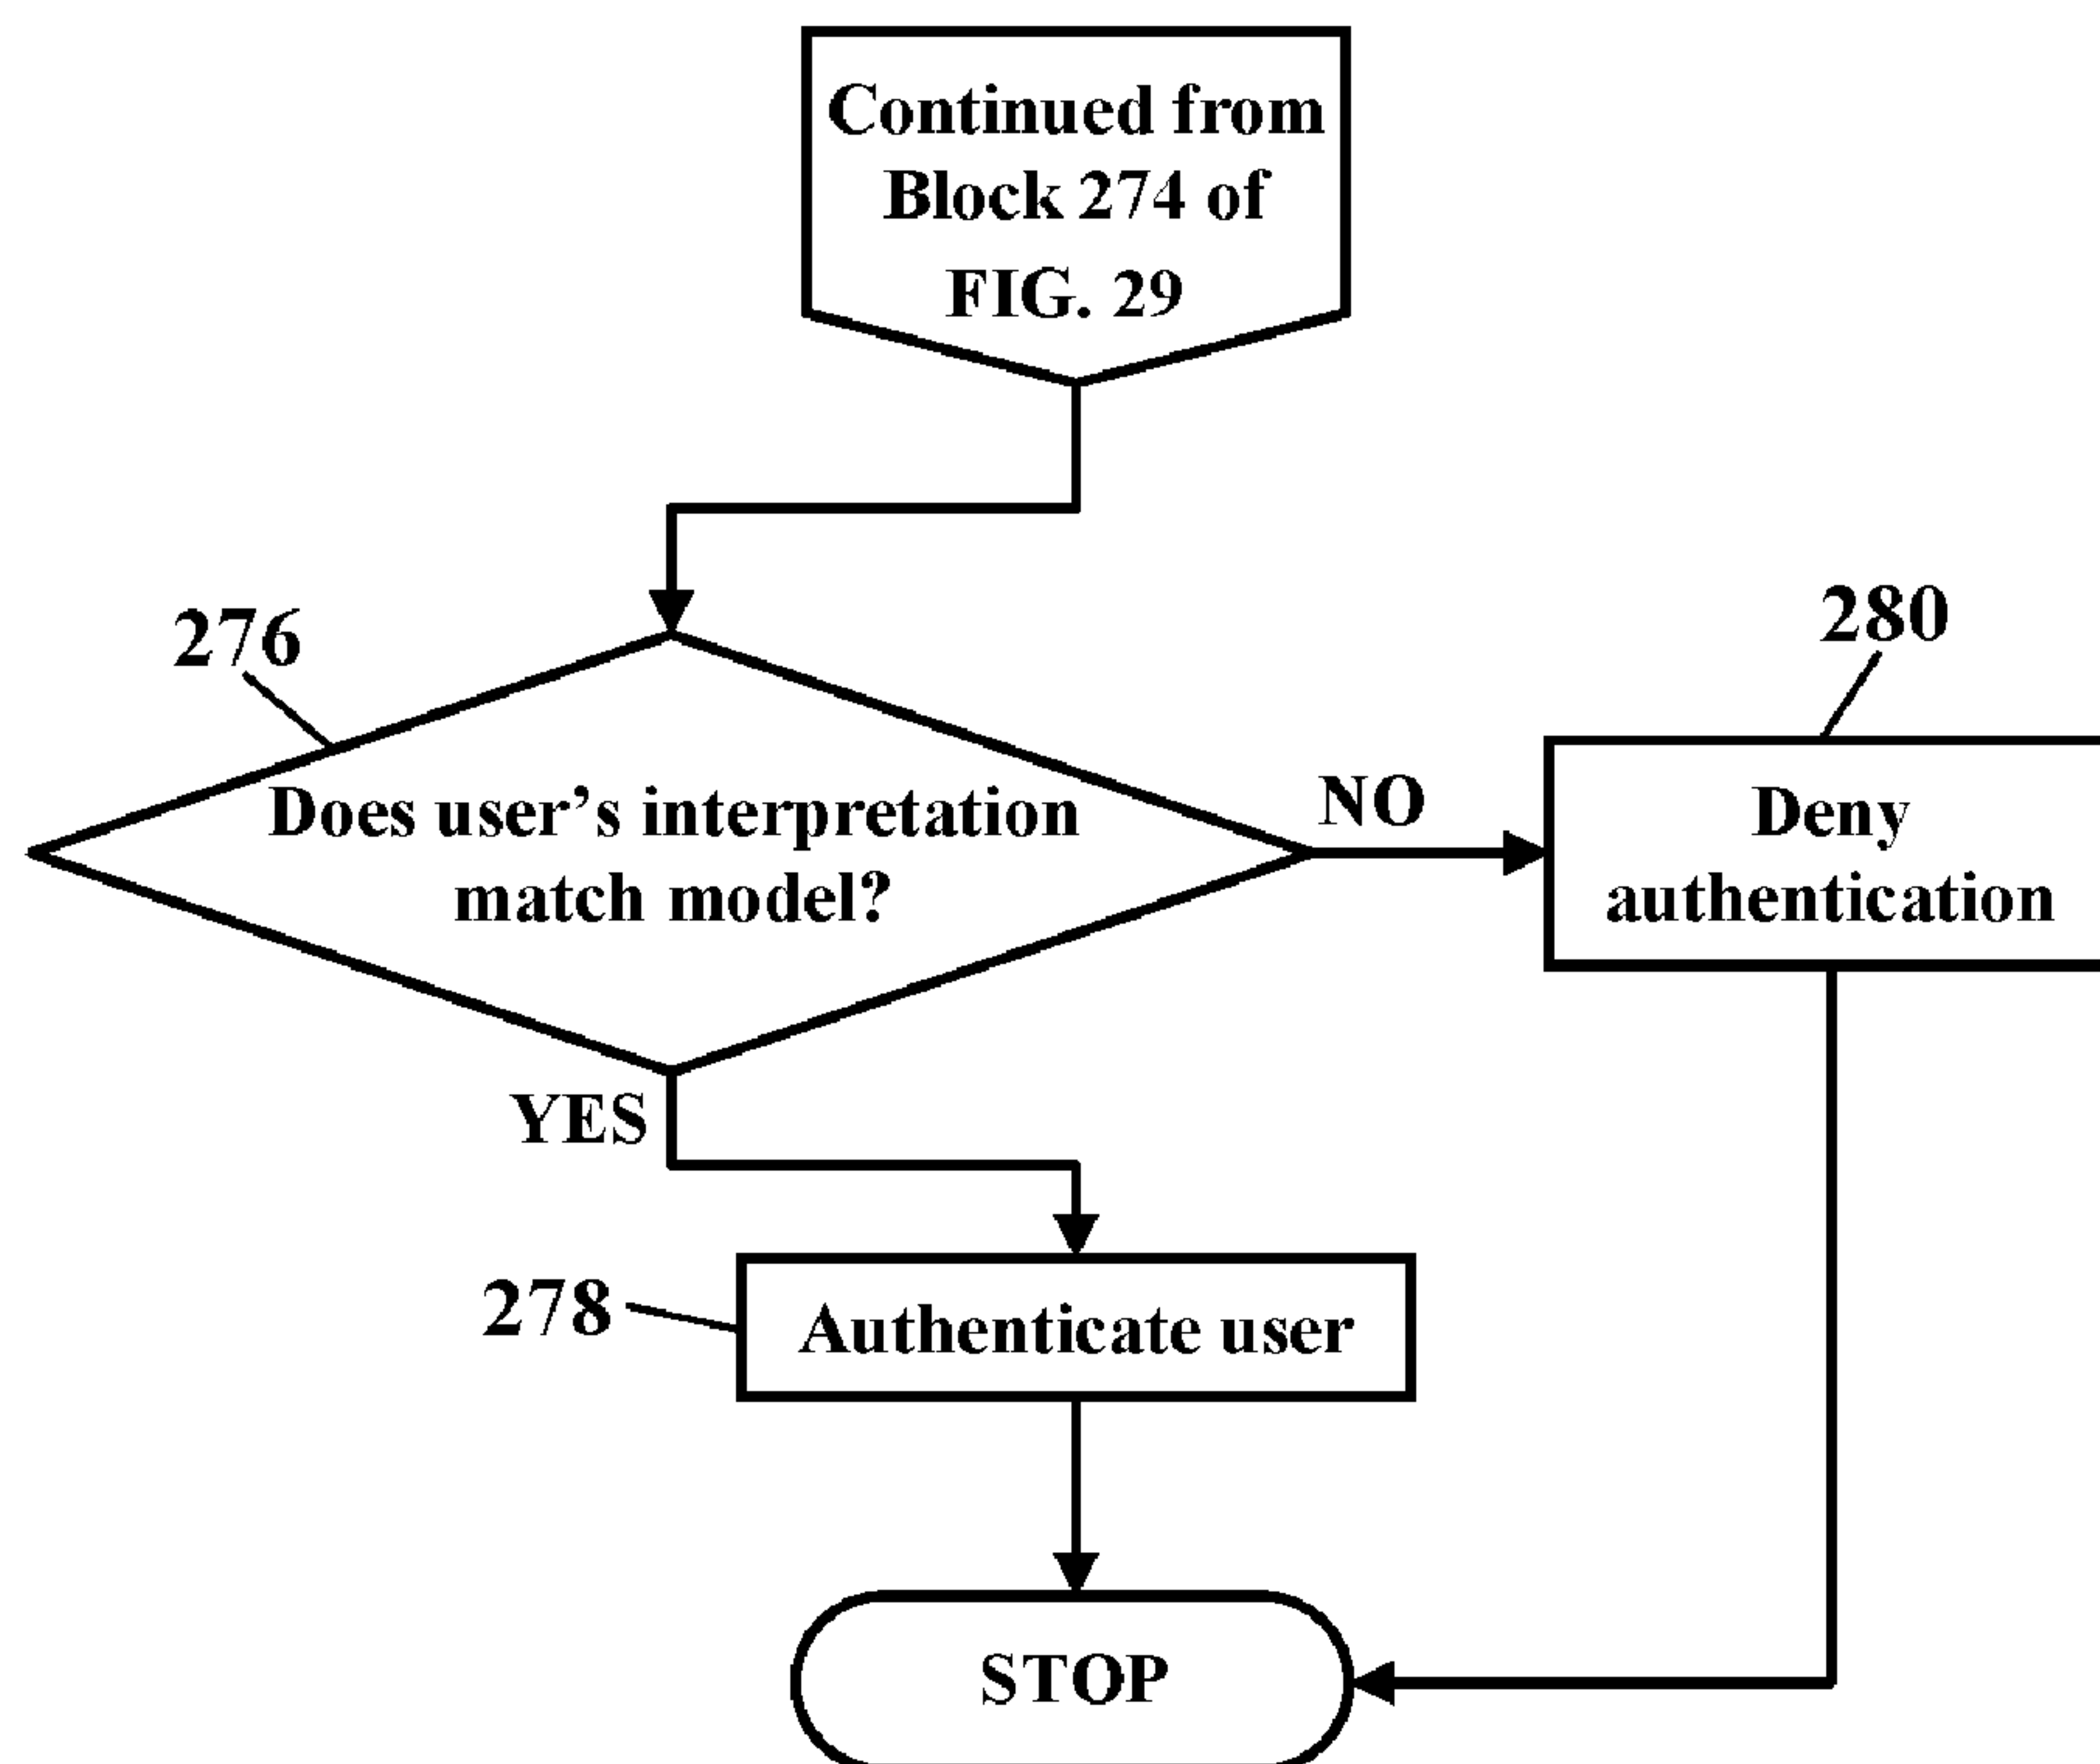 Continued from
Block 274 of
FIG. 29
276
280
Does user’s interpretation
match model?
NO
Deny
authentication
YES
278
Authenticate user
STOP